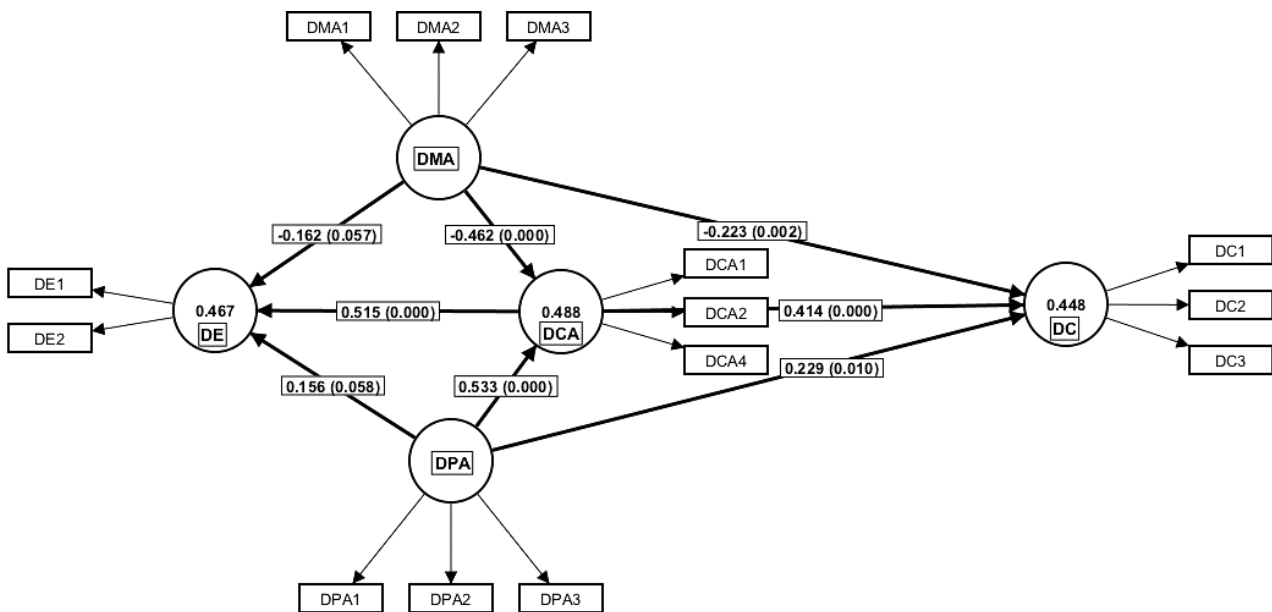 DMA1
DMA2
DMA3
DMA
-0.162 (0.057)
-0.462 (0.000)
-0.223 (0.002)
DE1
DE2
0.467
DE
0.515 (0.000)
0.488
DCA
DCA1
DCA2
DCA4
0.414 (0.000)
0.448
DC
DC1
DC2
DC3
0.156 (0.058)
0.533 (0.000)
0.229 (0.010)
DPA
DPA1
DPA2
DPA3